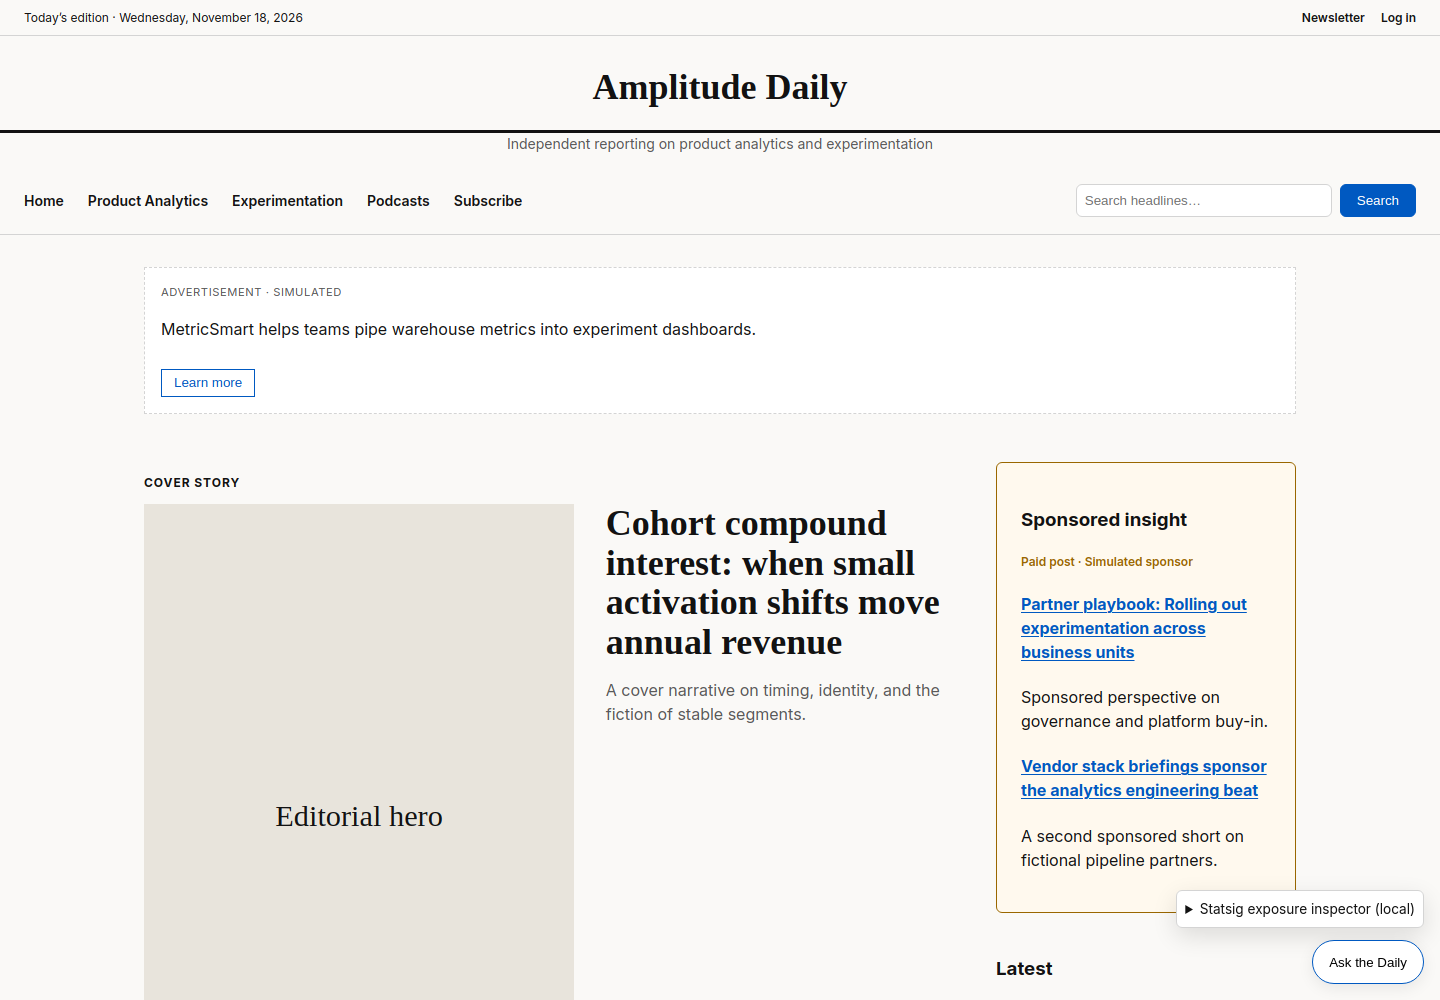 Today’s edition · Wednesday, November 18, 2026
Newsletter
Log in
Amplitude Daily
Independent reporting on product analytics and experimentation
Home
Product Analytics
Experimentation
Podcasts
Subscribe
Search headlines…
Search
ADVERTISEMENT · SIMULATED
MetricSmart helps teams pipe warehouse metrics into experiment dashboards.
Learn more
COVER STORY
Editorial hero
Cohort compound
interest: when small
activation shifts move
annual revenue
A cover narrative on timing, identity, and the
fiction of stable segments.
Sponsored insight
Paid post · Simulated sponsor
Partner playbook: Rolling out
experimentation across
business units
Sponsored perspective on
governance and platform buy-in.
Vendor stack briefings sponsor
the analytics engineering beat
A second sponsored short on
fictional pipeline partners.
Latest
Statsig exposure inspector (local)
Ask the Daily